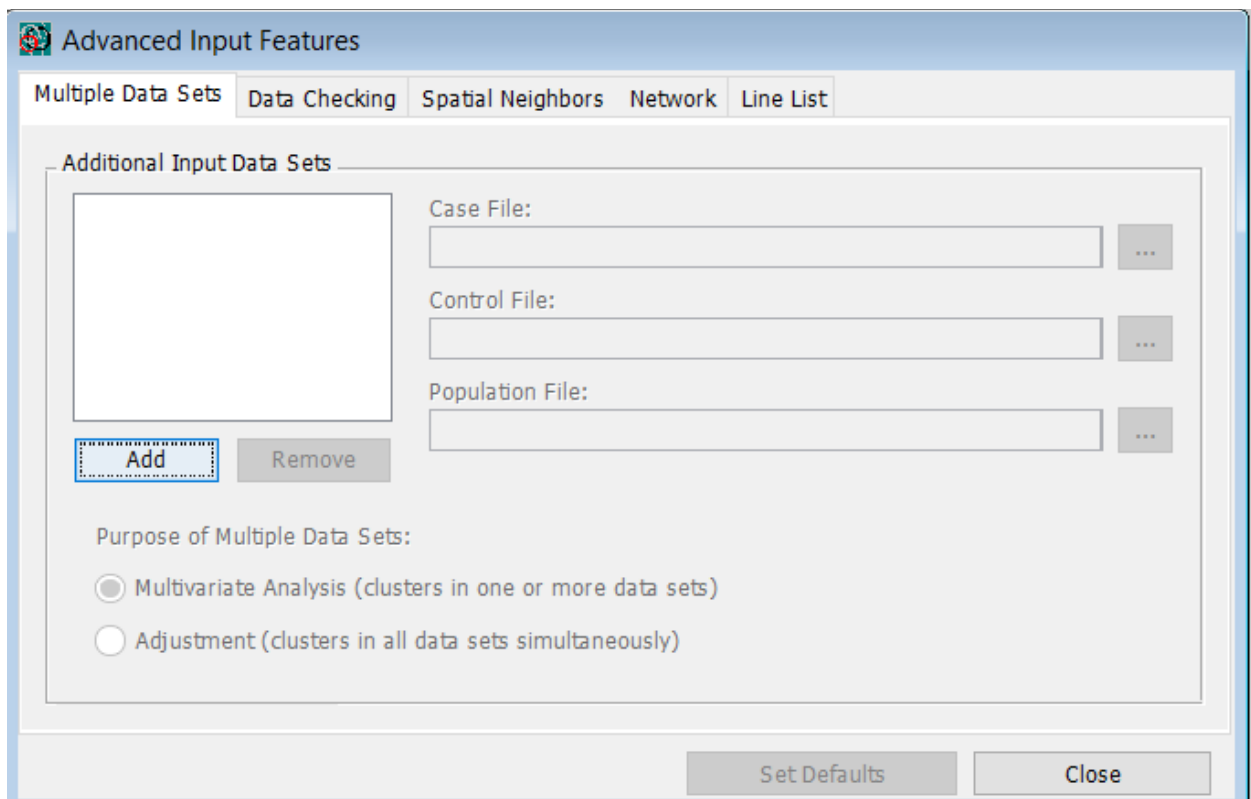 Advanced Input Features
Multiple Data Sets Data Checking Spatial Neighbors Network Line List
Additional Input Data Sets
Case File:
...
Control File:
...
Population File:
...
Add Remove
Purpose of Multiple Data Sets:
Multivariate Analysis (clusters in one or more data sets)
Adjustment (clusters in all data sets simultaneously)
Set Defaults Close